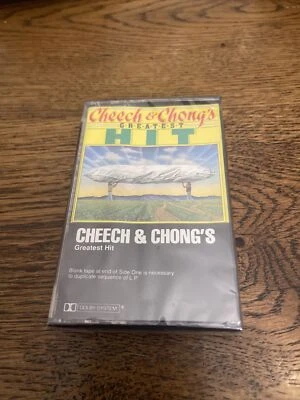 Cheech & Chong's
GREATEST
HIT
CHEECH & CHONG'S
Greatest Hit
Blank tape at end of Side One is necessary
to duplicate sequence of L.P.
DOLBY SYSTEM ®